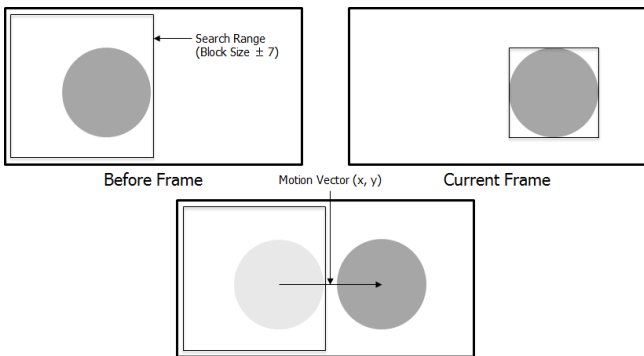 Search Range
(Block Size ± 7)
Before Frame
Motion Vector (x, y)
Current Frame